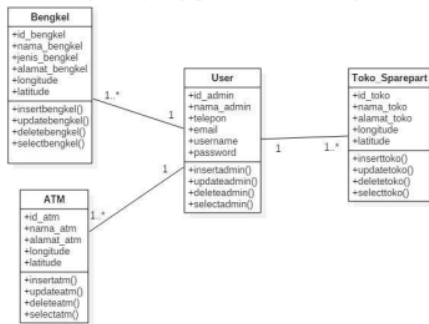 Bengkel
+id_bengkel
+nama_bengkel
+jenis_bengkel
+alamat_bengkel
+longitude
+latitude
+insertbengkel()
+updatebengkel()
+deletebengkel()
+selectbengkel()
1..*
1
User
+id_admin
+nama_admin
+telepon
+email
+username
+password
+insertadmin()
+updateadmin()
+deleteadmin()
+selectadmin()
1
1..*
Toko_Sparepart
+id_toko
+nama_toko
+alamat_toko
+longitude
+latitude
+inserttoko()
+updatetoko()
+deletetoko()
+selecttoko()
1
1..*
ATM
+id_atm
+nama_atm
+alamat_atm
+longitude
+latitude
+insertatm()
+updateatm()
+deleteatm()
+selectatm()